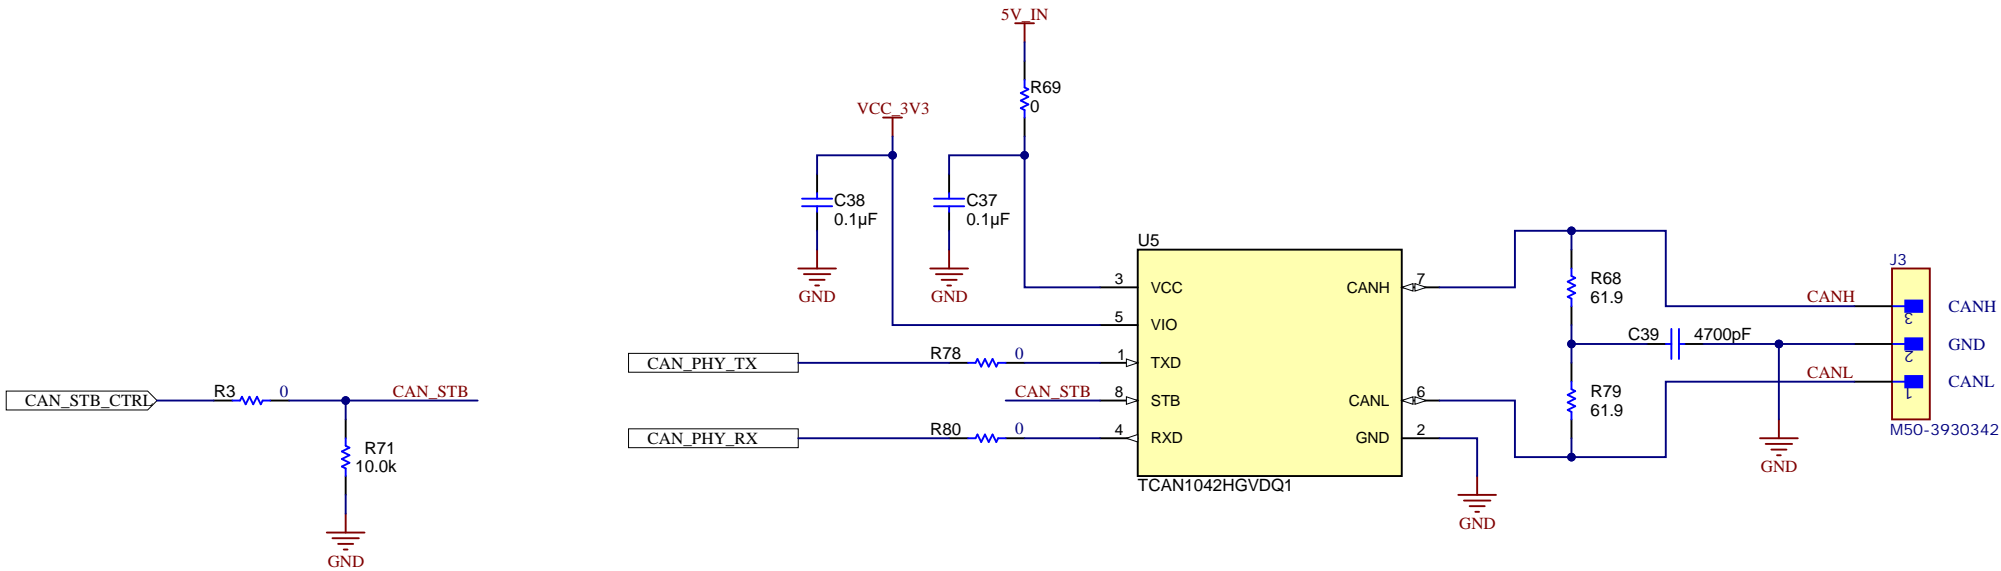 5V_IN
R69
0
VCC_3V3
C38
0.1µF
C37
0.1µF
GND
GND
U5
3 VCC
5 VIO
1 TXD
8 STB
4 RXD
CANH 7
CANL 6
GND 2
TCAN1042HGVDQ1
CAN_PHY_TX
R78 0
CAN_STB
CAN_PHY_RX
R80 0
CAN_STB_CTRL
R3 0
CAN_STB
R71
10.0k
GND
GND
R68
61.9
C39 4700pF
R79
61.9
GND
J3
CANH 3 CANH
2 GND
CANL 1 CANL
M50-3930342